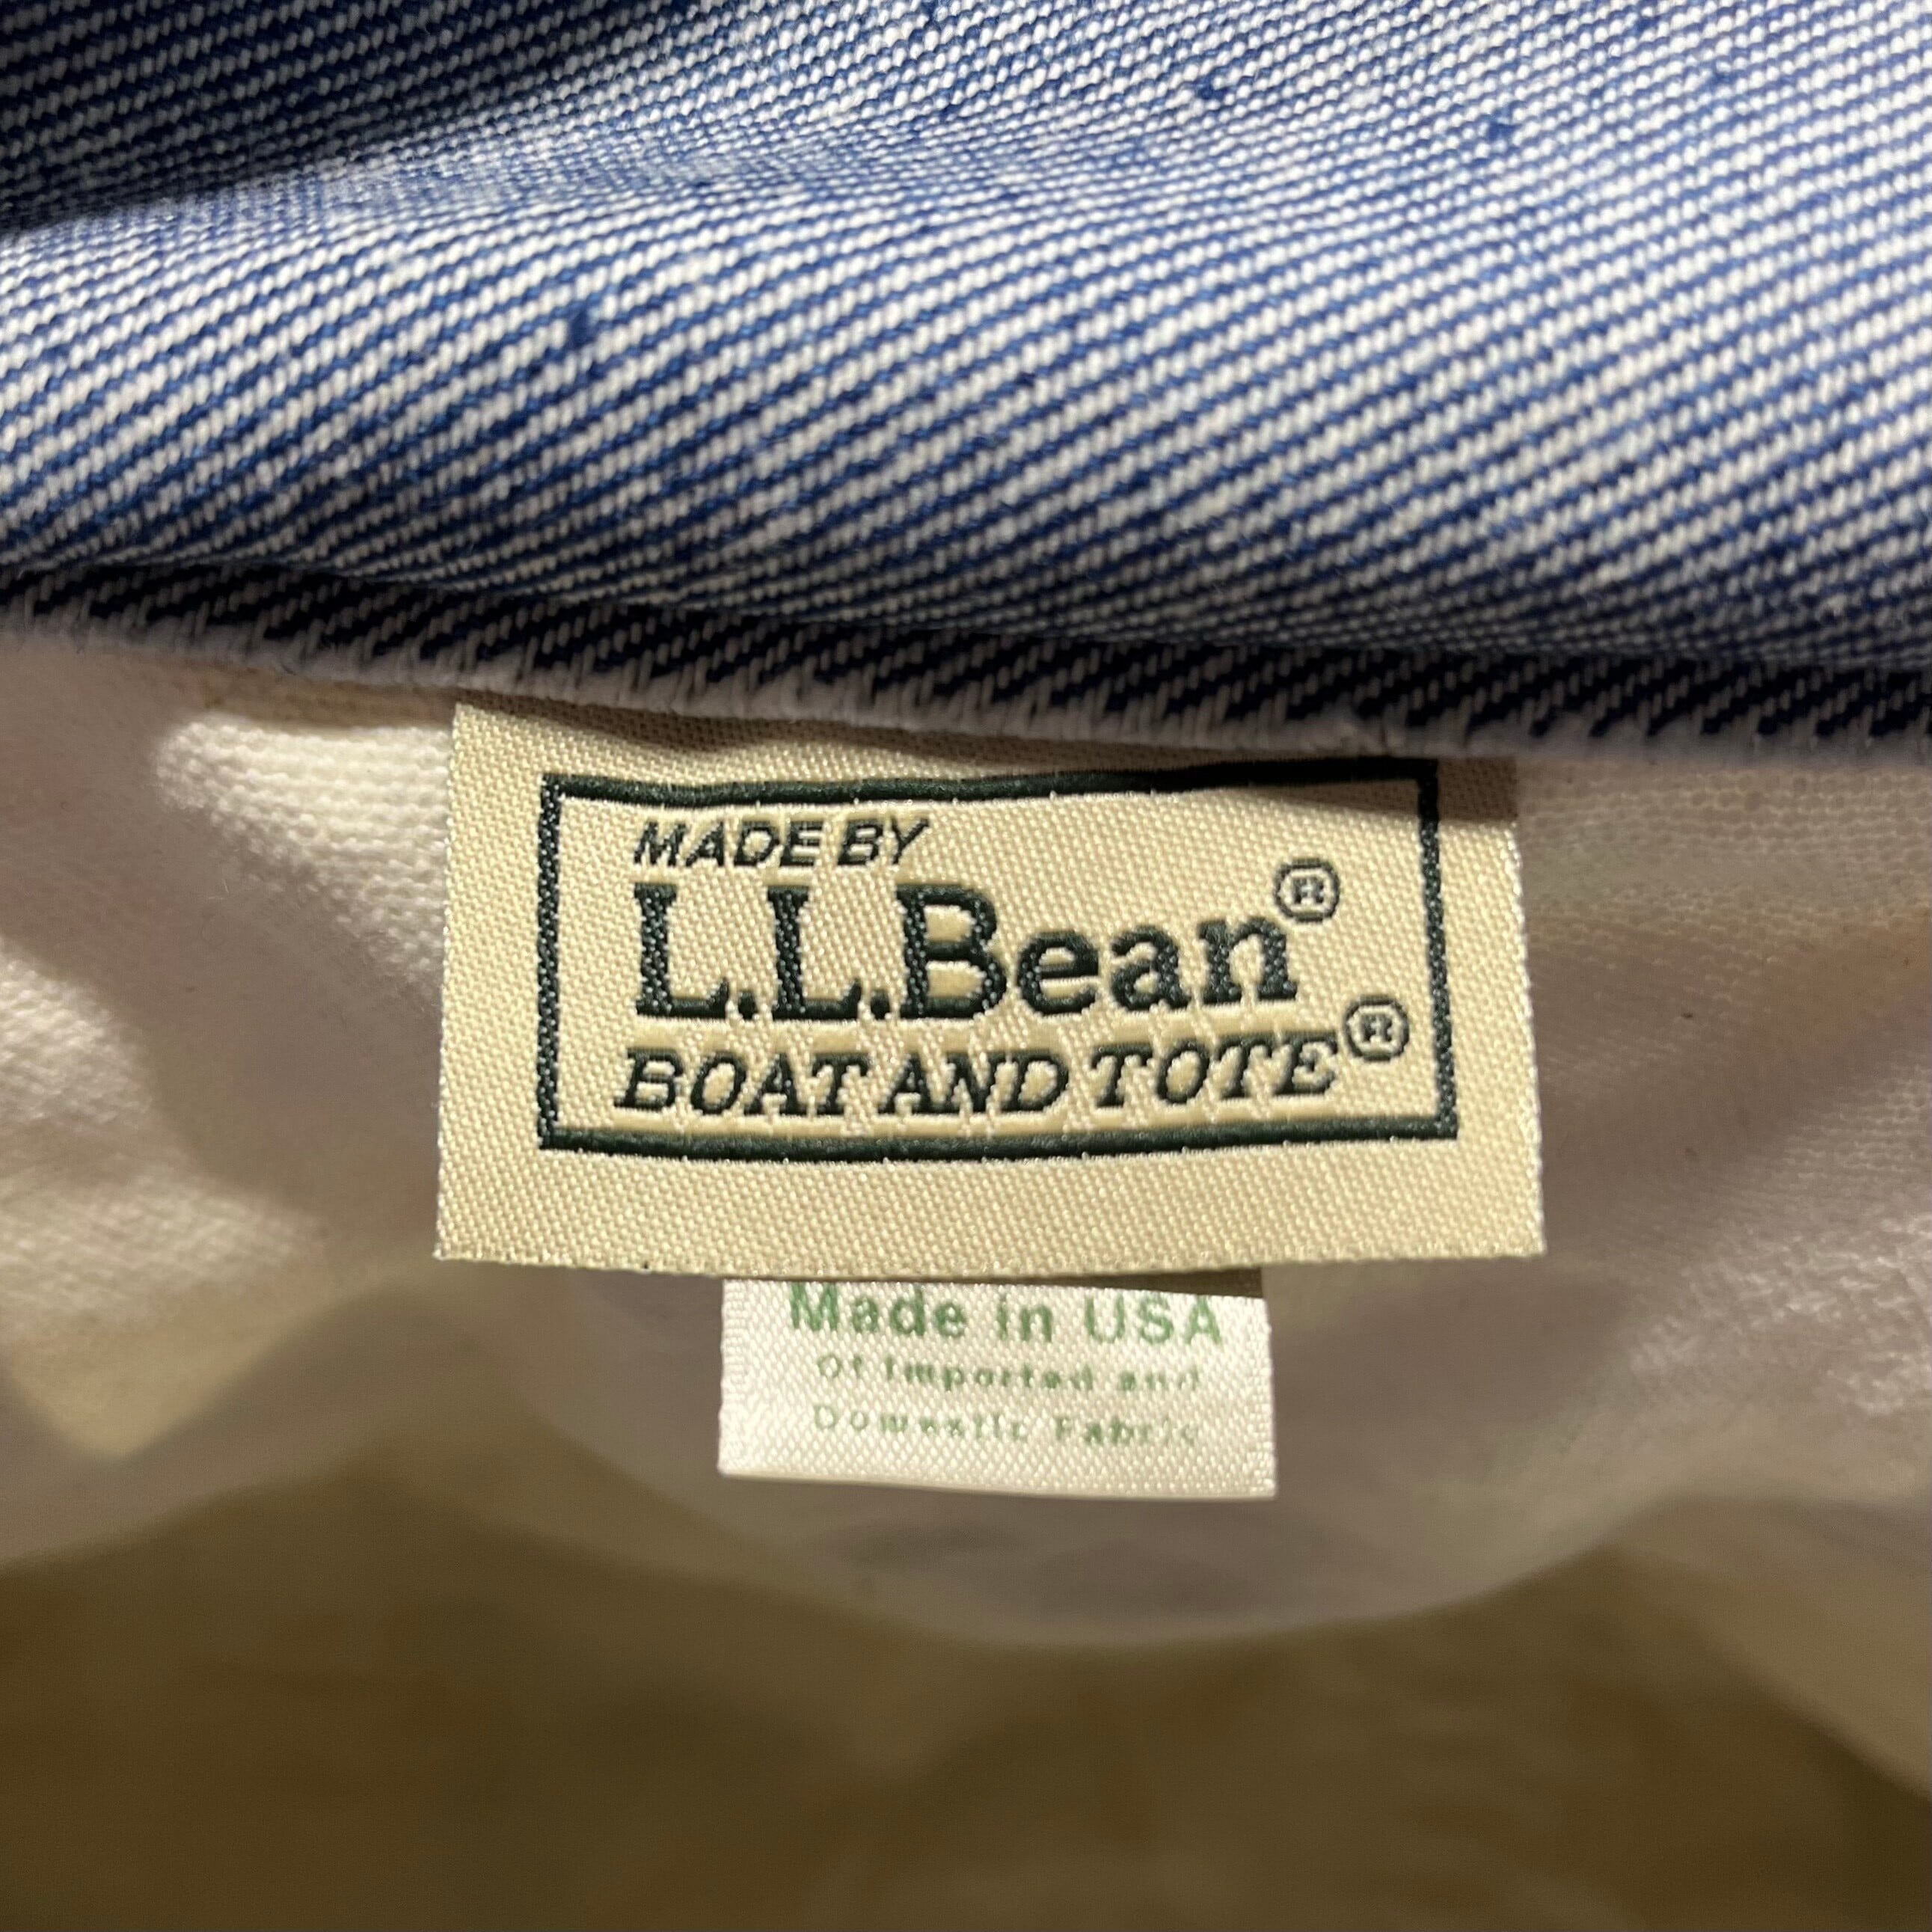 MADE BY
L.L.Bean®
BOAT AND TOTE®
Made in USA
Of Imported and
Domestic Fabric